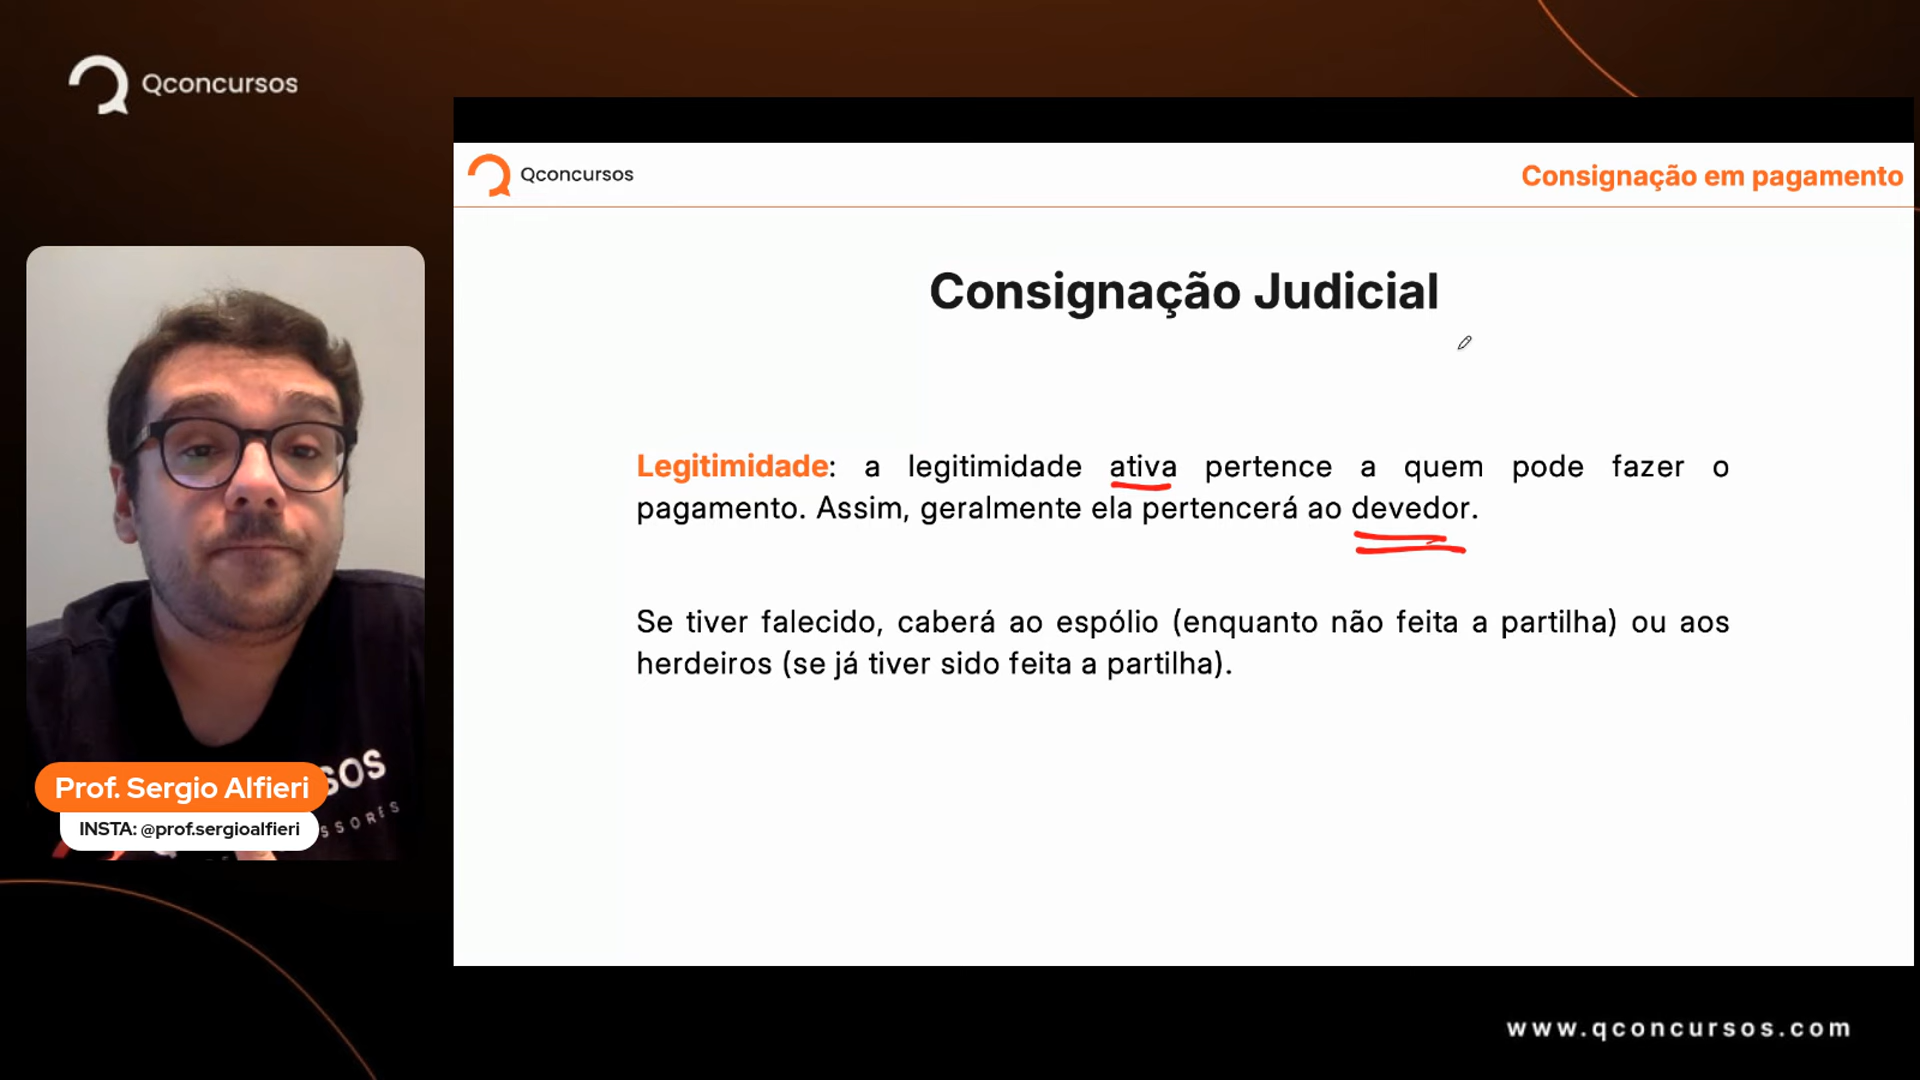 Qconcursos
Qconcursos
Consignação em pagamento
Consignação Judicial
Legitimidade: a legitimidade ativa pertence a quem pode fazer o
pagamento. Assim, geralmente ela pertencerá ao devedor.
Se tiver falecido, caberá ao espólio (enquanto não feita a partilha) ou aos
herdeiros (se já tiver sido feita a partilha).
Prof. Sergio Alfieri
INSTA: @prof.sergioalfieri
www.qconcursos.com